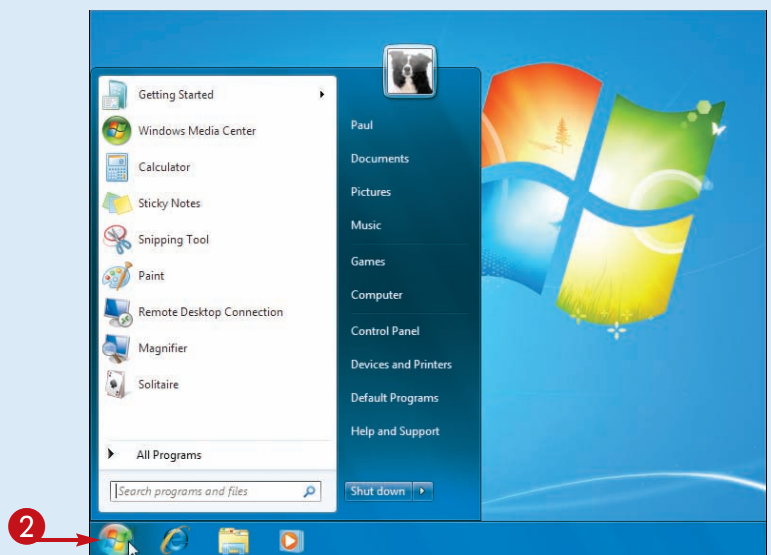 Getting Started
Windows Media Center
Calculator
Sticky Notes
Snipping Tool
Paint
Remote Desktop Connection
Magnifier
Solitaire
All Programs
Search programs and files
Paul
Documents
Pictures
Music
Games
Computer
Control Panel
Devices and Printers
Default Programs
Help and Support
Shut down
2